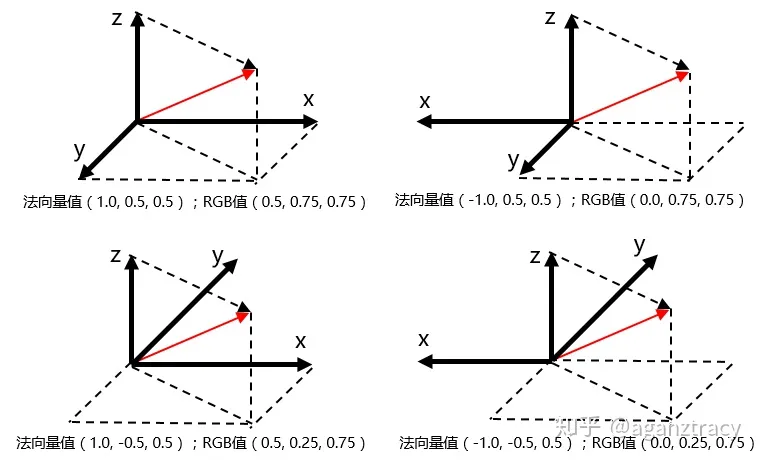 z
x
y
法向量值（1.0, 0.5, 0.5）；RGB值（0.5, 0.75, 0.75）
z
x
y
法向量值（-1.0, 0.5, 0.5）；RGB值（0.0, 0.75, 0.75）
z
y
x
法向量值（1.0, -0.5, 0.5）；RGB值（0.5, 0.25, 0.75）
y
z
x
知乎 @aganztracy
法向量值（-1.0, -0.5, 0.5）；RGB值（0.0, 0.25, 0.75）